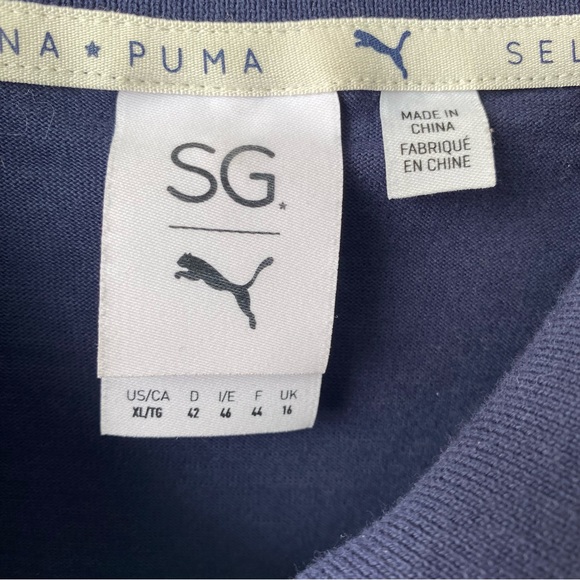 NA ★ PUMA SEL
SG.
MADE IN
CHINA
FABRIQUÉ
EN CHINE
US/CA D I/E F UK
XL/TG 42 46 44 16